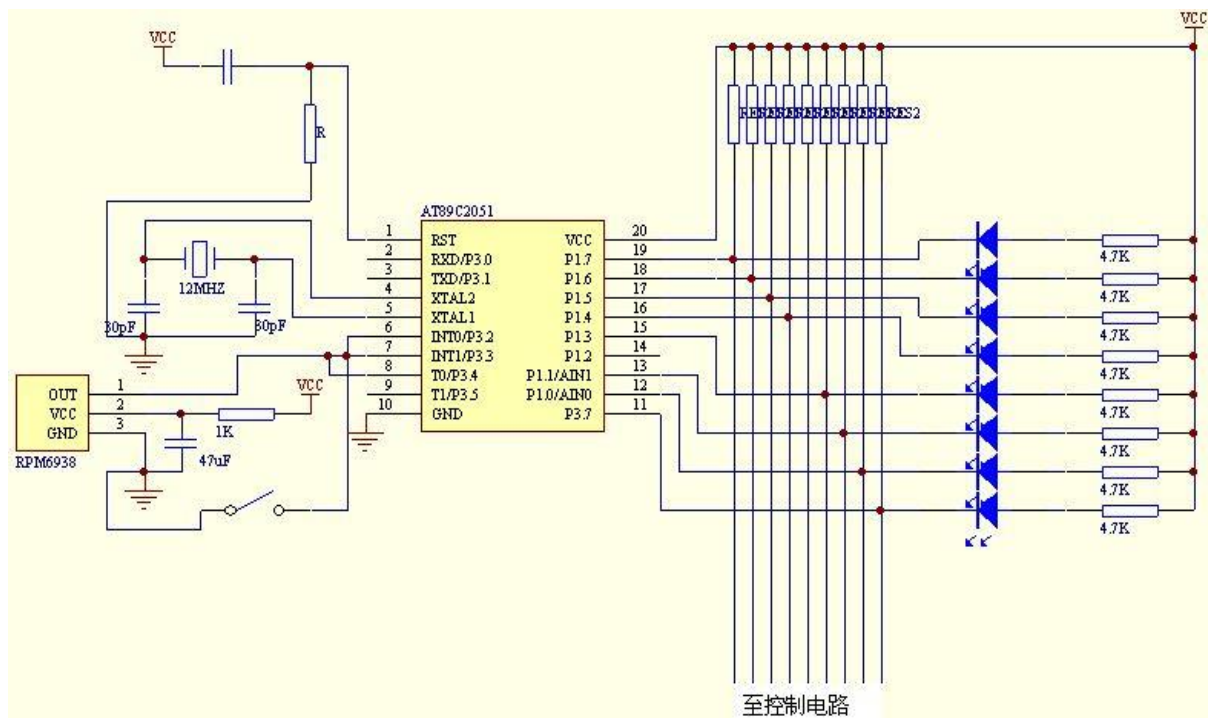 VCC
VCC
R
RES2
AT89C2051
1 RST VCC 20
2 RXD/P3.0 P1.7 19
3 TXD/P3.1 P1.6 18
4 XTAL2 P1.5 17
5 XTAL1 P1.4 16
6 INT0/P3.2 P1.3 15
7 INT1/P3.3 P1.2 14
8 T0/P3.4 P1.1/AIN1 13
9 T1/P3.5 P1.0/AIN0 12
10 GND P3.7 11
12MHZ
30pF
30pF
OUT 1
VCC 2
GND 3
RPM6938
VCC
1K
47uF
4.7K
4.7K
4.7K
4.7K
4.7K
4.7K
4.7K
4.7K
至控制电路